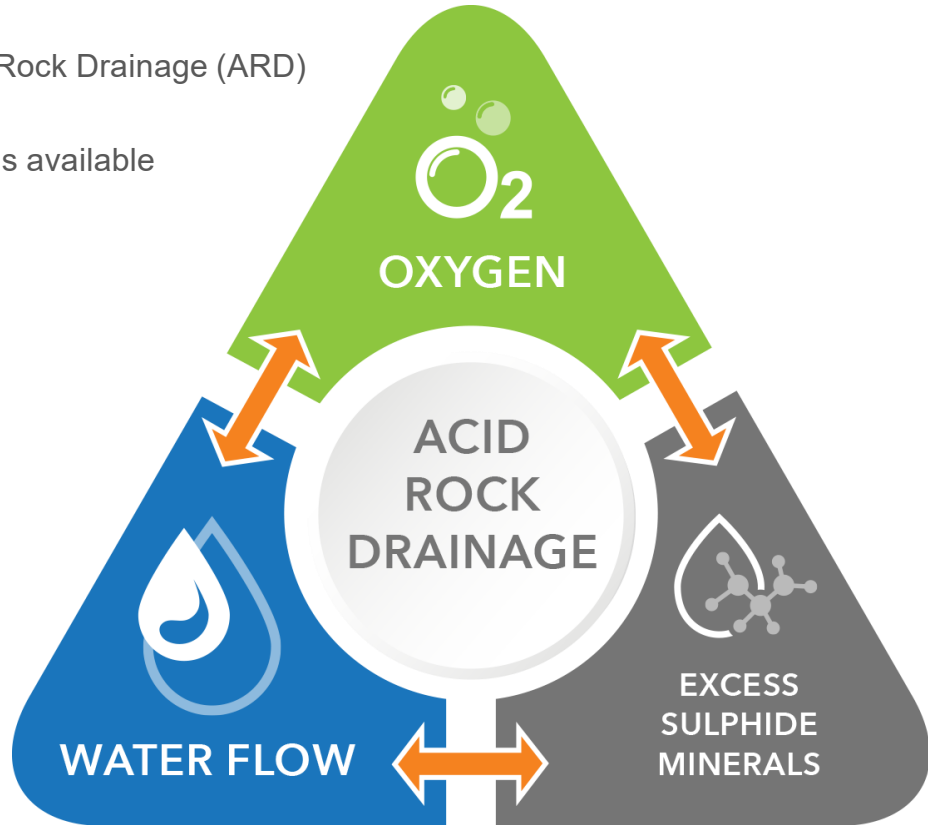 Rock Drainage (ARD)
s available
O2
OXYGEN
ACID
ROCK
DRAINAGE
EXCESS
SULPHIDE
MINERALS
WATER FLOW